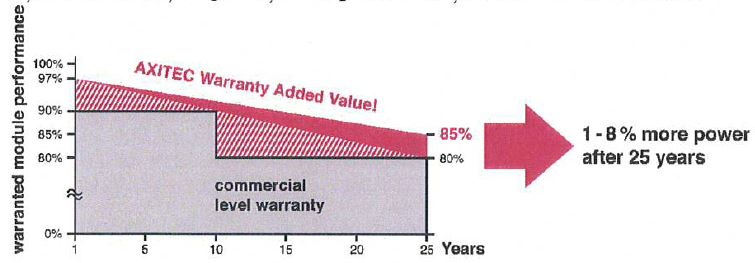 warranted module performance
100%
97%
90%
85%
80%
0%
AXITEC Warranty Added Value!
commercial
level warranty
85%
80%
1 5 10 15 20 25 Years
1 - 8 % more power
after 25 years